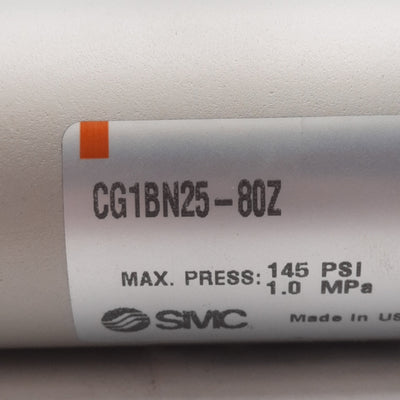 CG1BN25-80Z
MAX. PRESS: 145 PSI
1.0 MPa
SMC Made In US